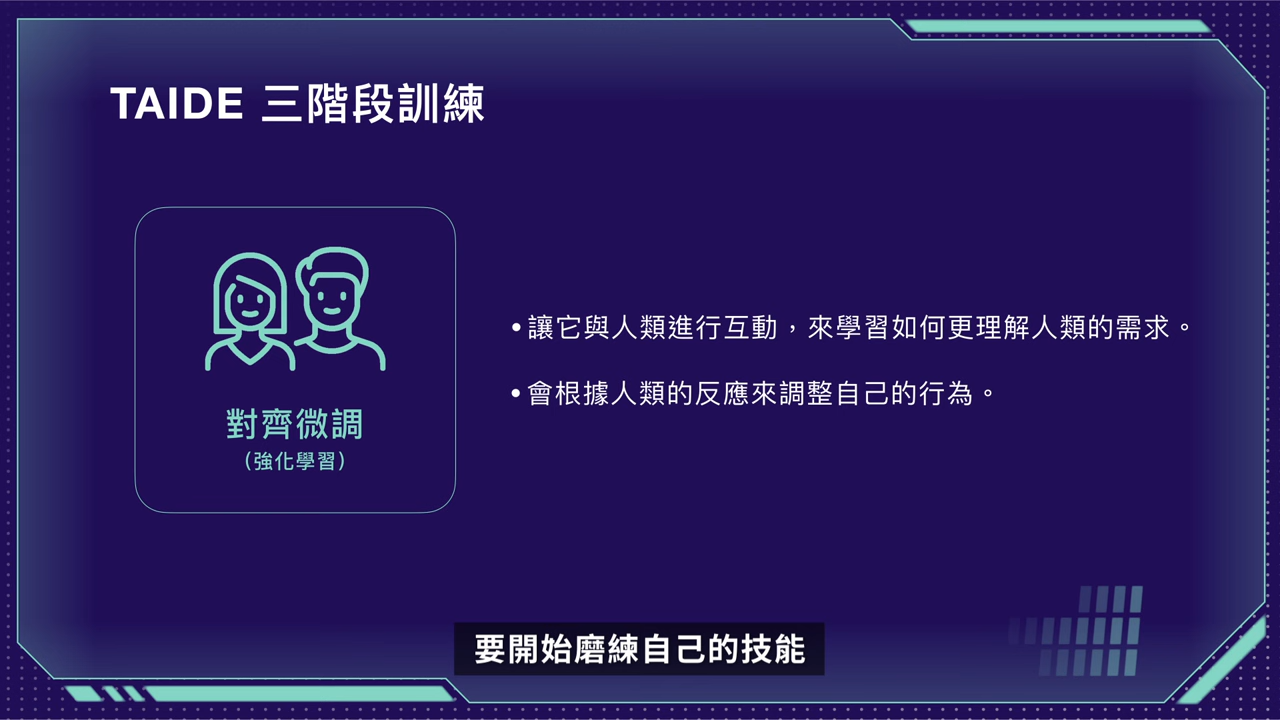 TAIDE 三階段訓練
對齊微調
（強化學習）
•讓它與人類進行互動，來學習如何更理解人類的需求。
•會根據人類的反應來調整自己的行為。
要開始磨練自己的技能